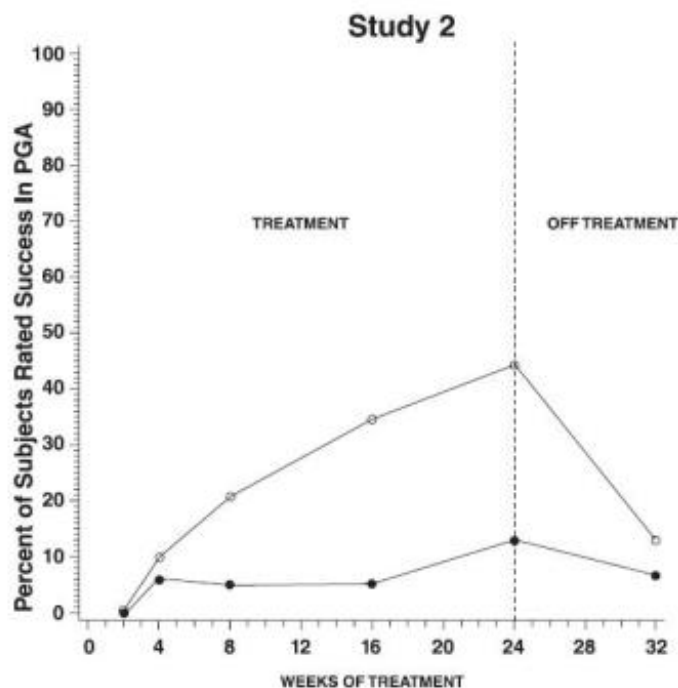 Study 2
Percent of Subjects Rated Success In PGA
100
90
80
70
60
50
40
30
20
10
0
TREATMENT
OFF TREATMENT
0 4 8 12 16 20 24 28 32
WEEKS OF TREATMENT